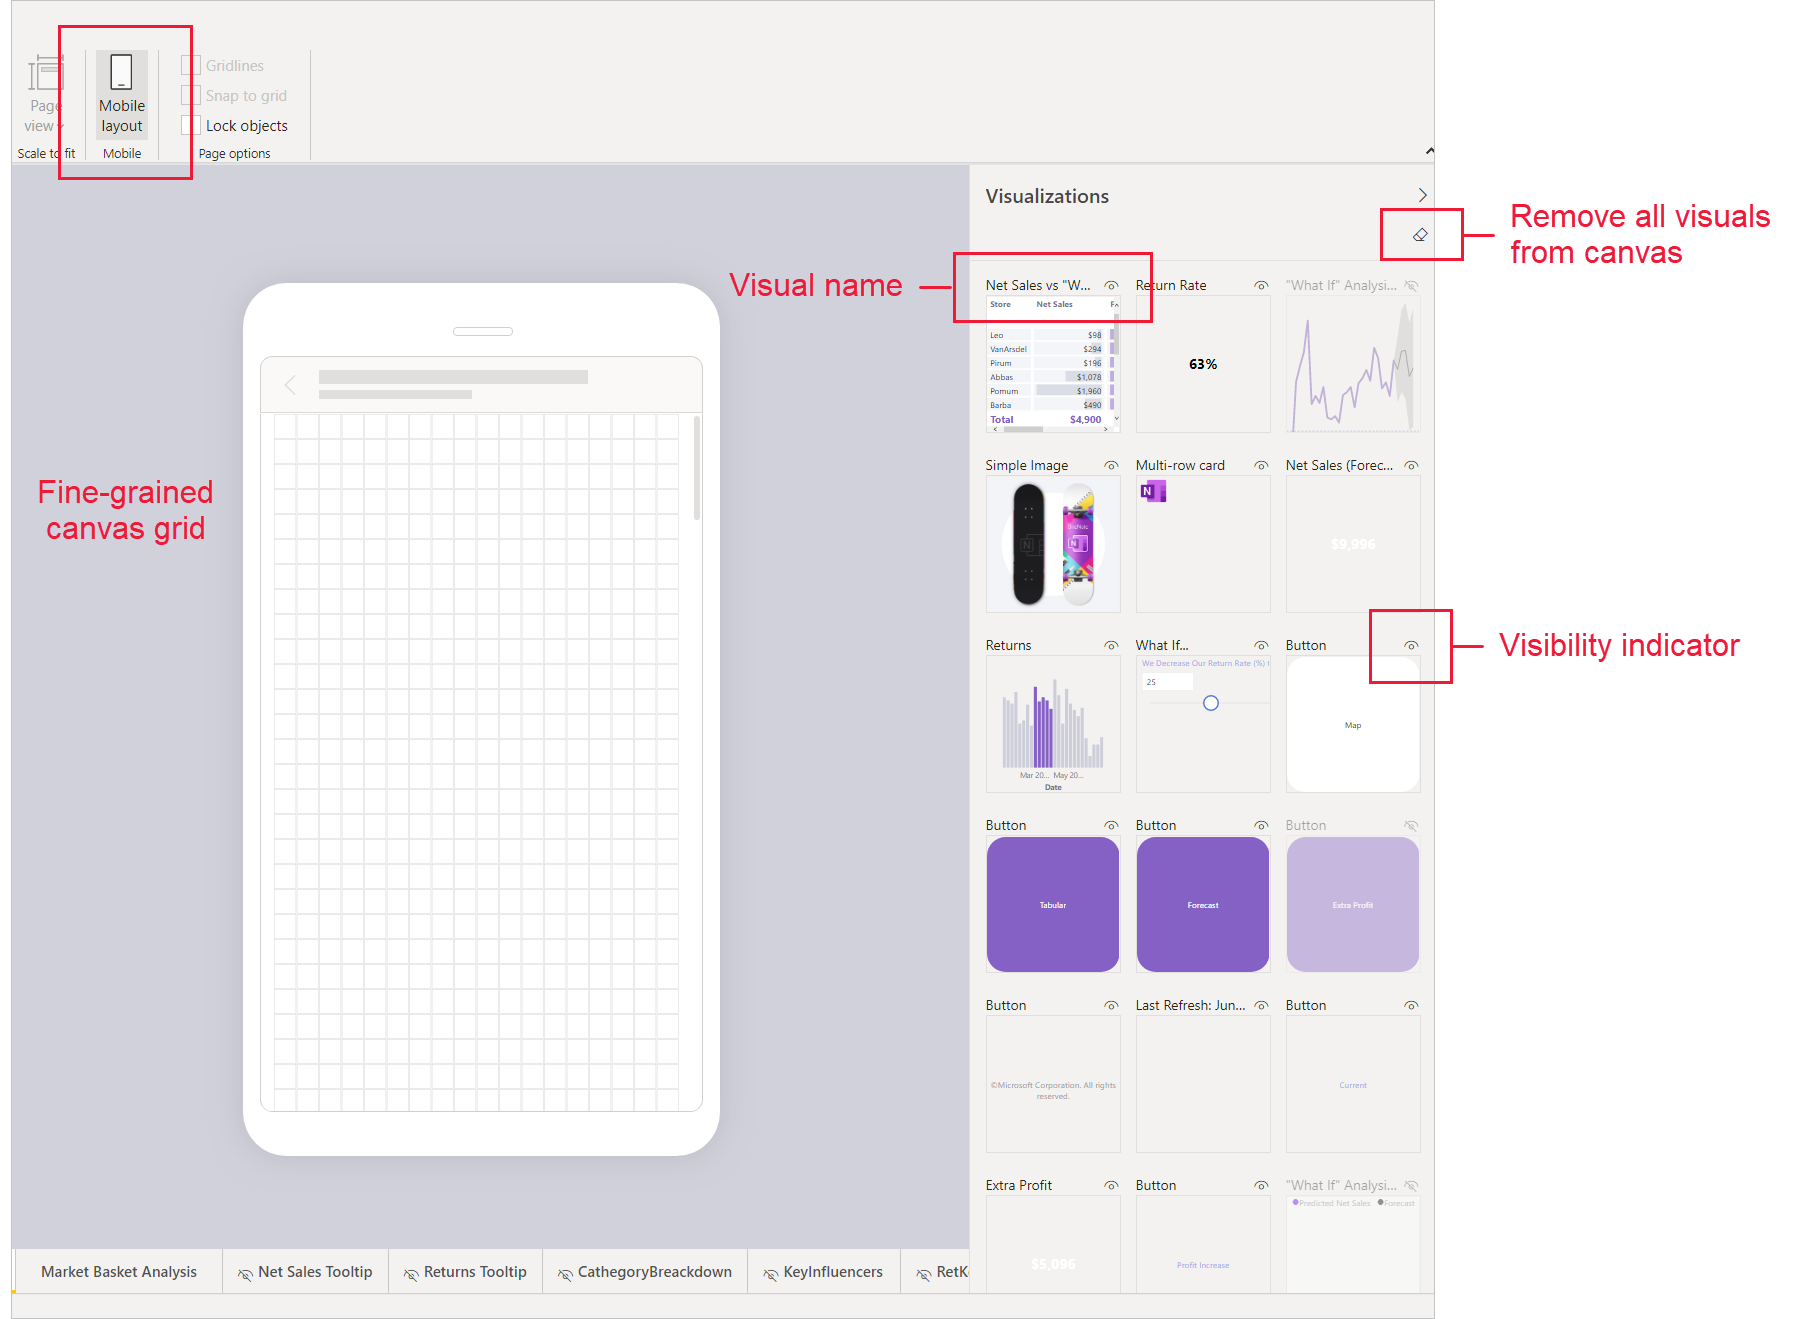 Page
view
Scale to fit
Mobile
layout
Mobile
Gridlines
Snap to grid
Lock objects
Page options
Visualizations
Remove all visuals
from canvas
Visual name
Fine-grained
canvas grid
Visibility indicator
Net Sales vs "W...
Store Net Sales F
Leo $98
VanArsdel $294
Pirum $196
Abbas $1,078
Pomum $1,960
Barba $490
Total $4,900
Return Rate
63%
"What If" Analysi...
Simple Image
Multi-row card
N
Net Sales (Forec...
$9,996
Returns
Mar 20... May 20...
Date
What If...
We Decrease Our Return Rate (%) t
25
Button
Map
Button
Tabular
Button
Forecast
Button
Extra Profit
Button
©Microsoft Corporation. All rights
reserved.
Last Refresh: Jun...
Button
Current
Extra Profit
$5,096
Button
Profit Increase
"What If" Analysi...
Predicted Net Sales Forecast
Market Basket Analysis
Net Sales Tooltip
Returns Tooltip
CathegoryBreackdown
KeyInfluencers
RetK